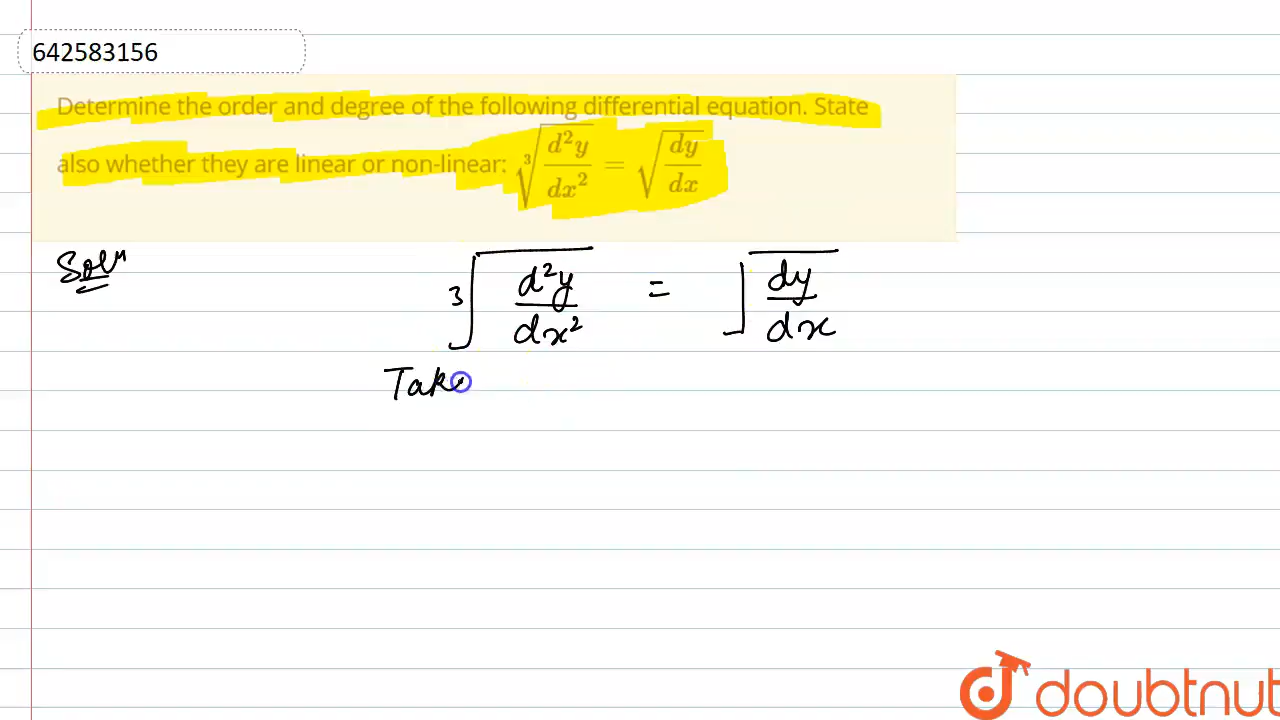 642583156
Determine the order and degree of the following differential equation. State
also whether they are linear or non-linear: ∛(d²y/dx²) = √(dy/dx)
Solⁿ
∛(d²y/dx²) = √(dy/dx)
Take
doubtnut